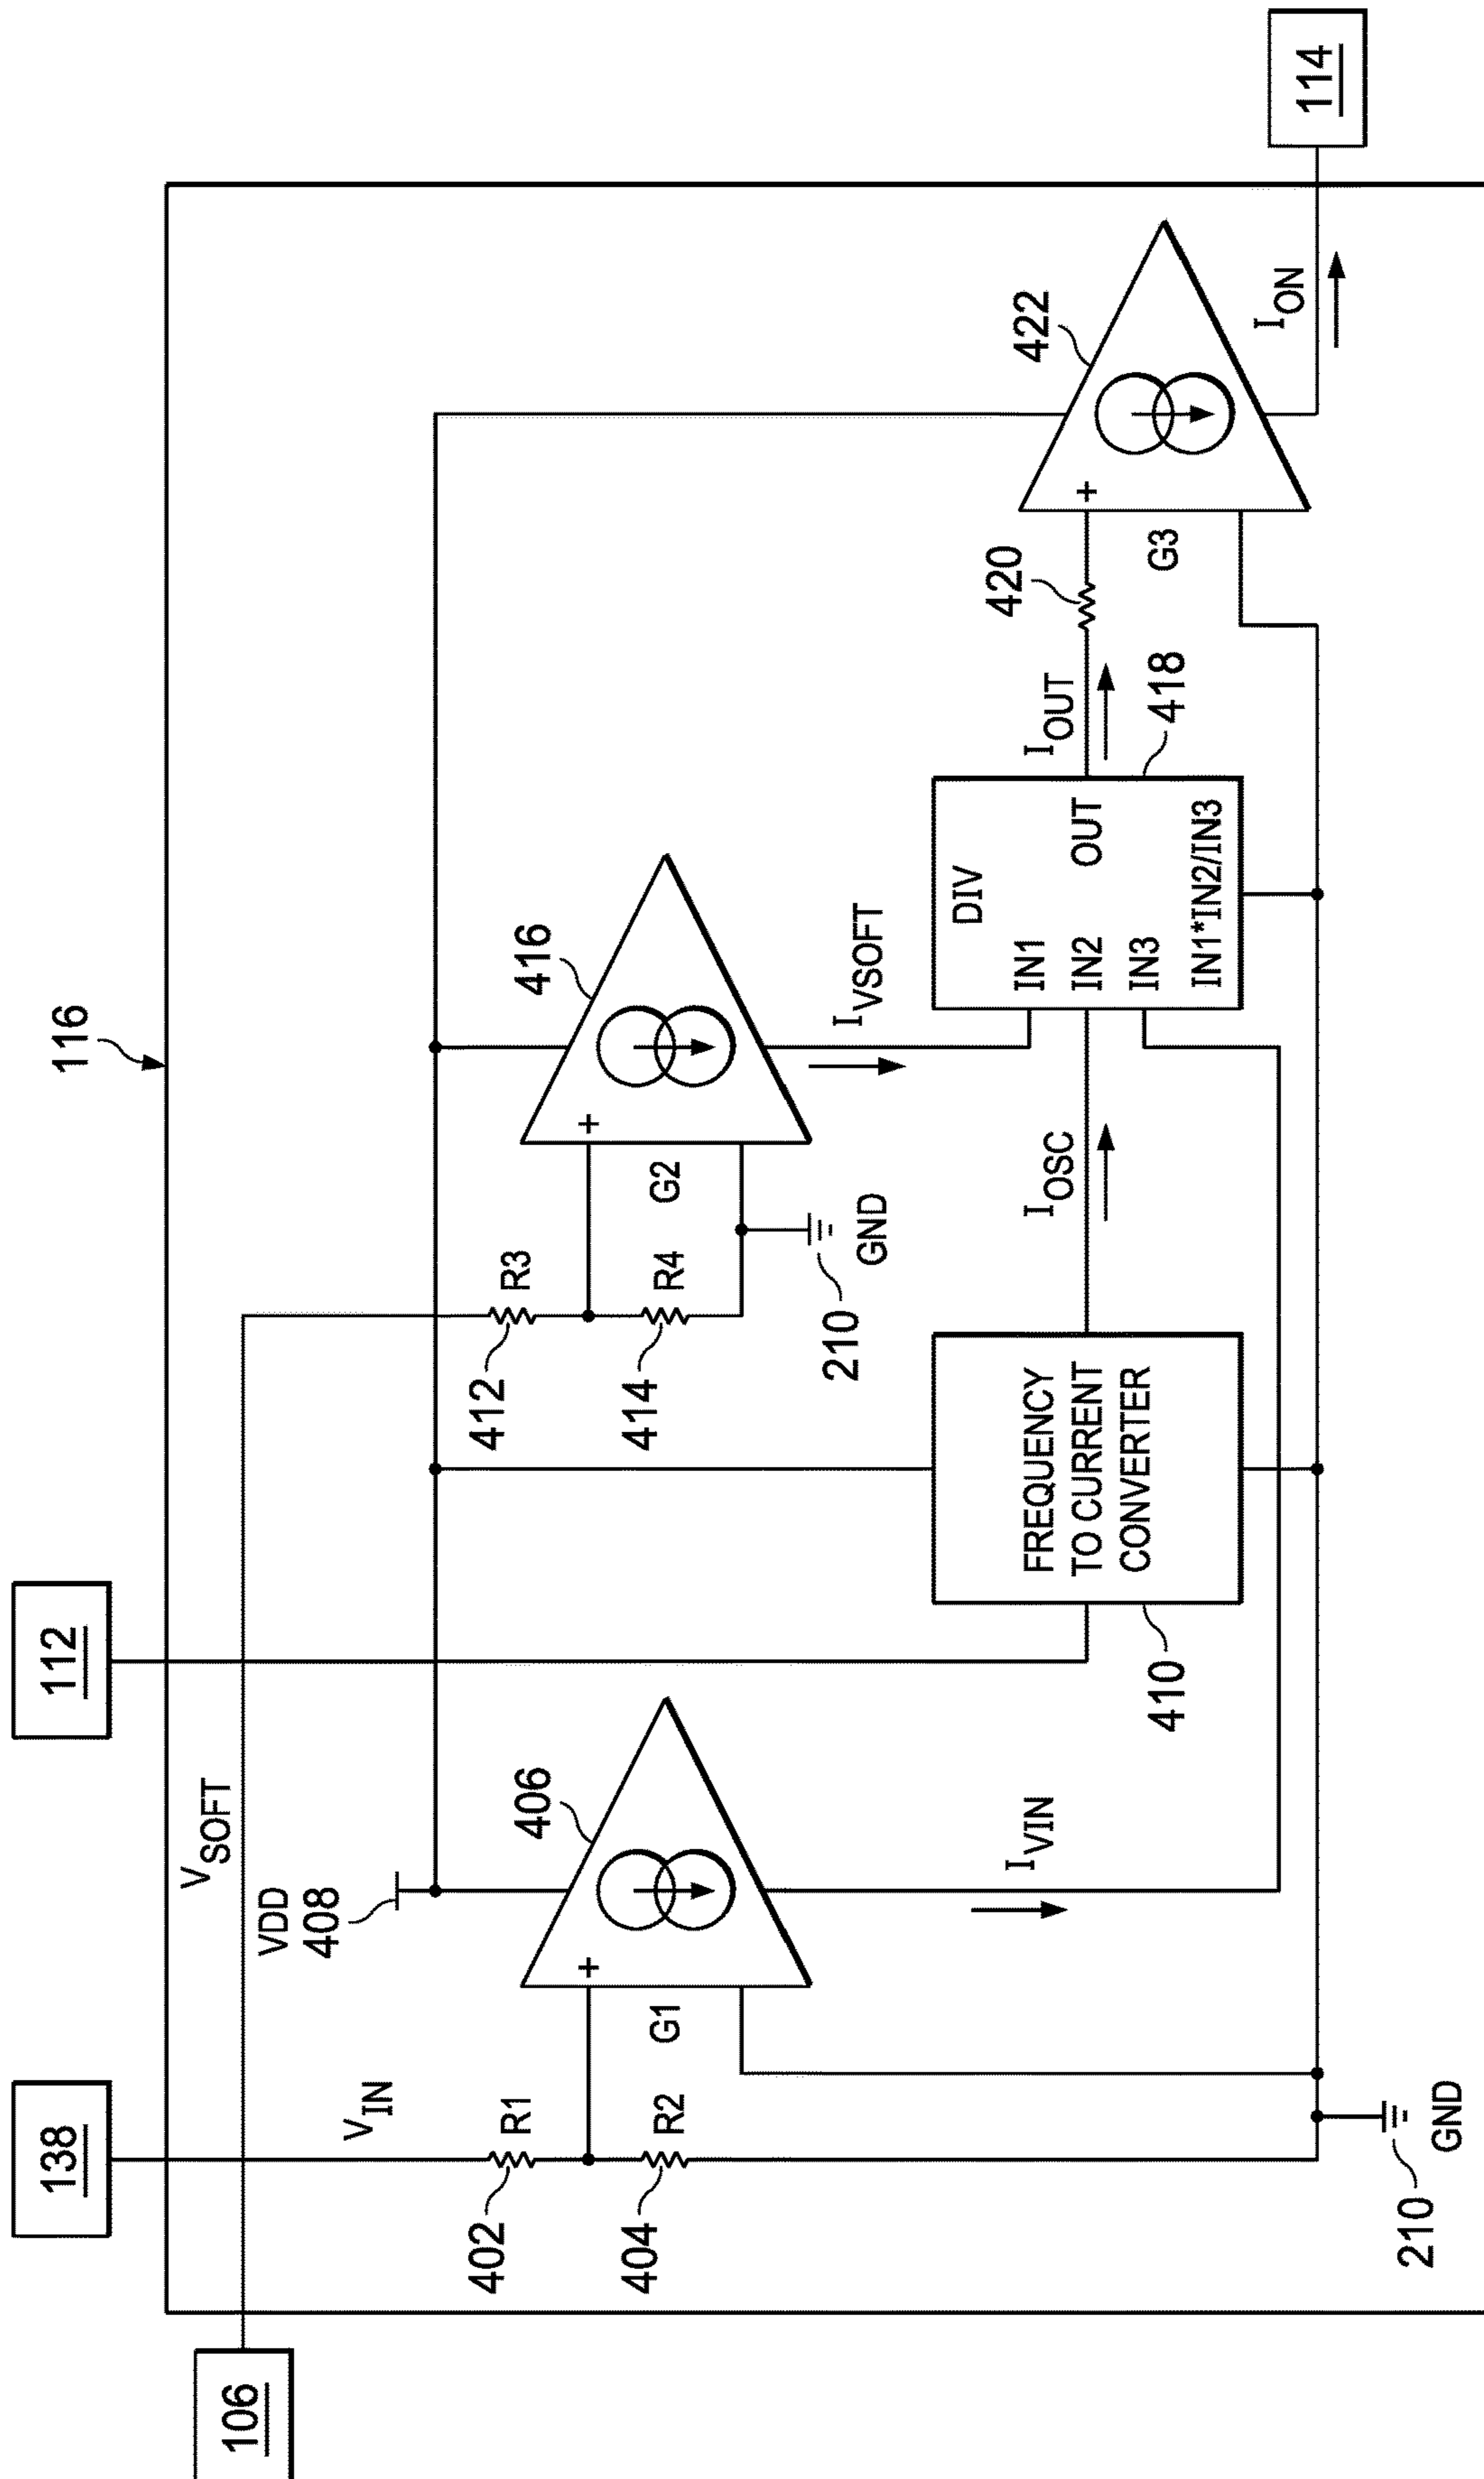 116
106
138
112
114
V_SOFT
V_IN
VDD
408
R1
402
R2
404
+
G1
406
I_VIN
R3
412
R4
414
+
G2
416
210
GND
I_VSOFT
FREQUENCY
TO CURRENT
CONVERTER
410
I_OSC
DIV
IN1
IN2 OUT
IN3
IN1*IN2/IN3
418
I_OUT
420
+
G3
422
I_ON
210
GND